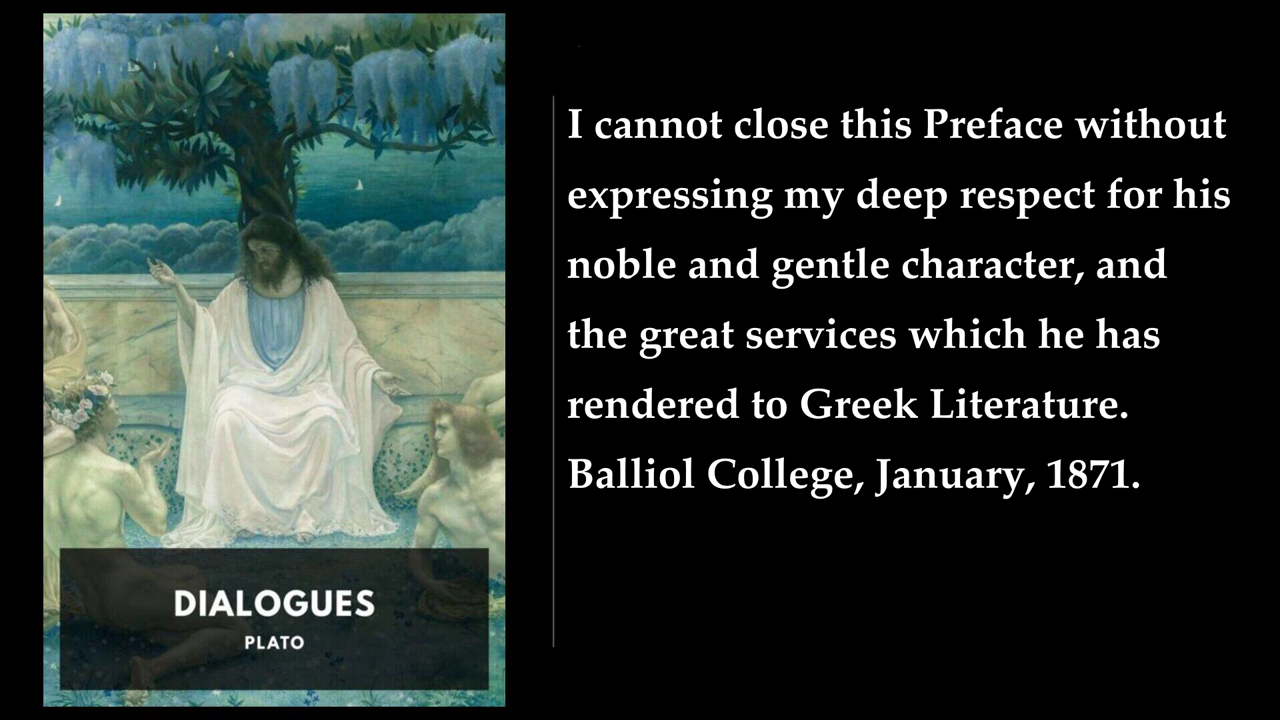 DIALOGUES
PLATO
I cannot close this Preface without
expressing my deep respect for his
noble and gentle character, and
the great services which he has
rendered to Greek Literature.
Balliol College, January, 1871.